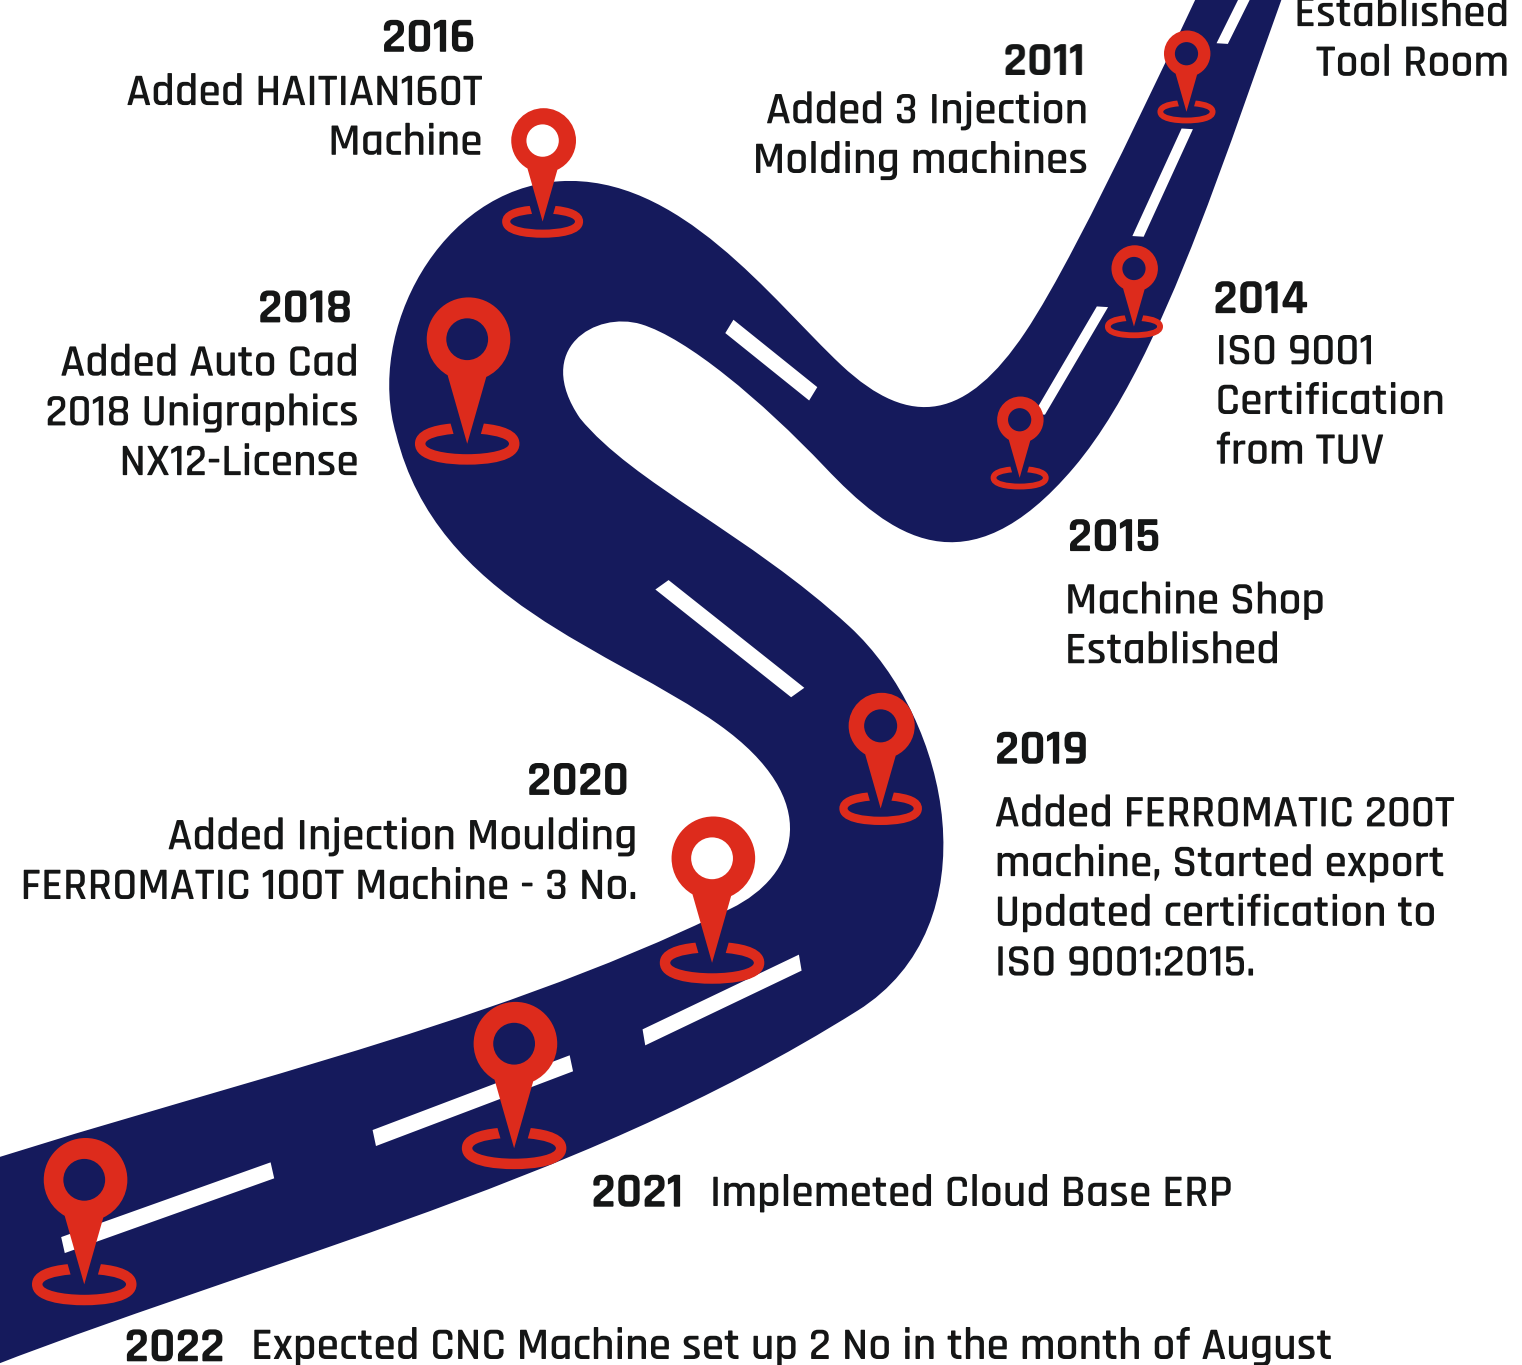 Established
Tool Room
2011
Added 3 Injection
Molding machines
2014
ISO 9001
Certification
from TUV
2015
Machine Shop
Established
2016
Added HAITIAN160T
Machine
2018
Added Auto Cad
2018 Unigraphics
NX12-License
2019
Added FERROMATIC 200T
machine, Started export
Updated certification to
ISO 9001:2015.
2020
Added Injection Moulding
FERROMATIC 100T Machine - 3 No.
2021 Implemeted Cloud Base ERP
2022 Expected CNC Machine set up 2 No in the month of August